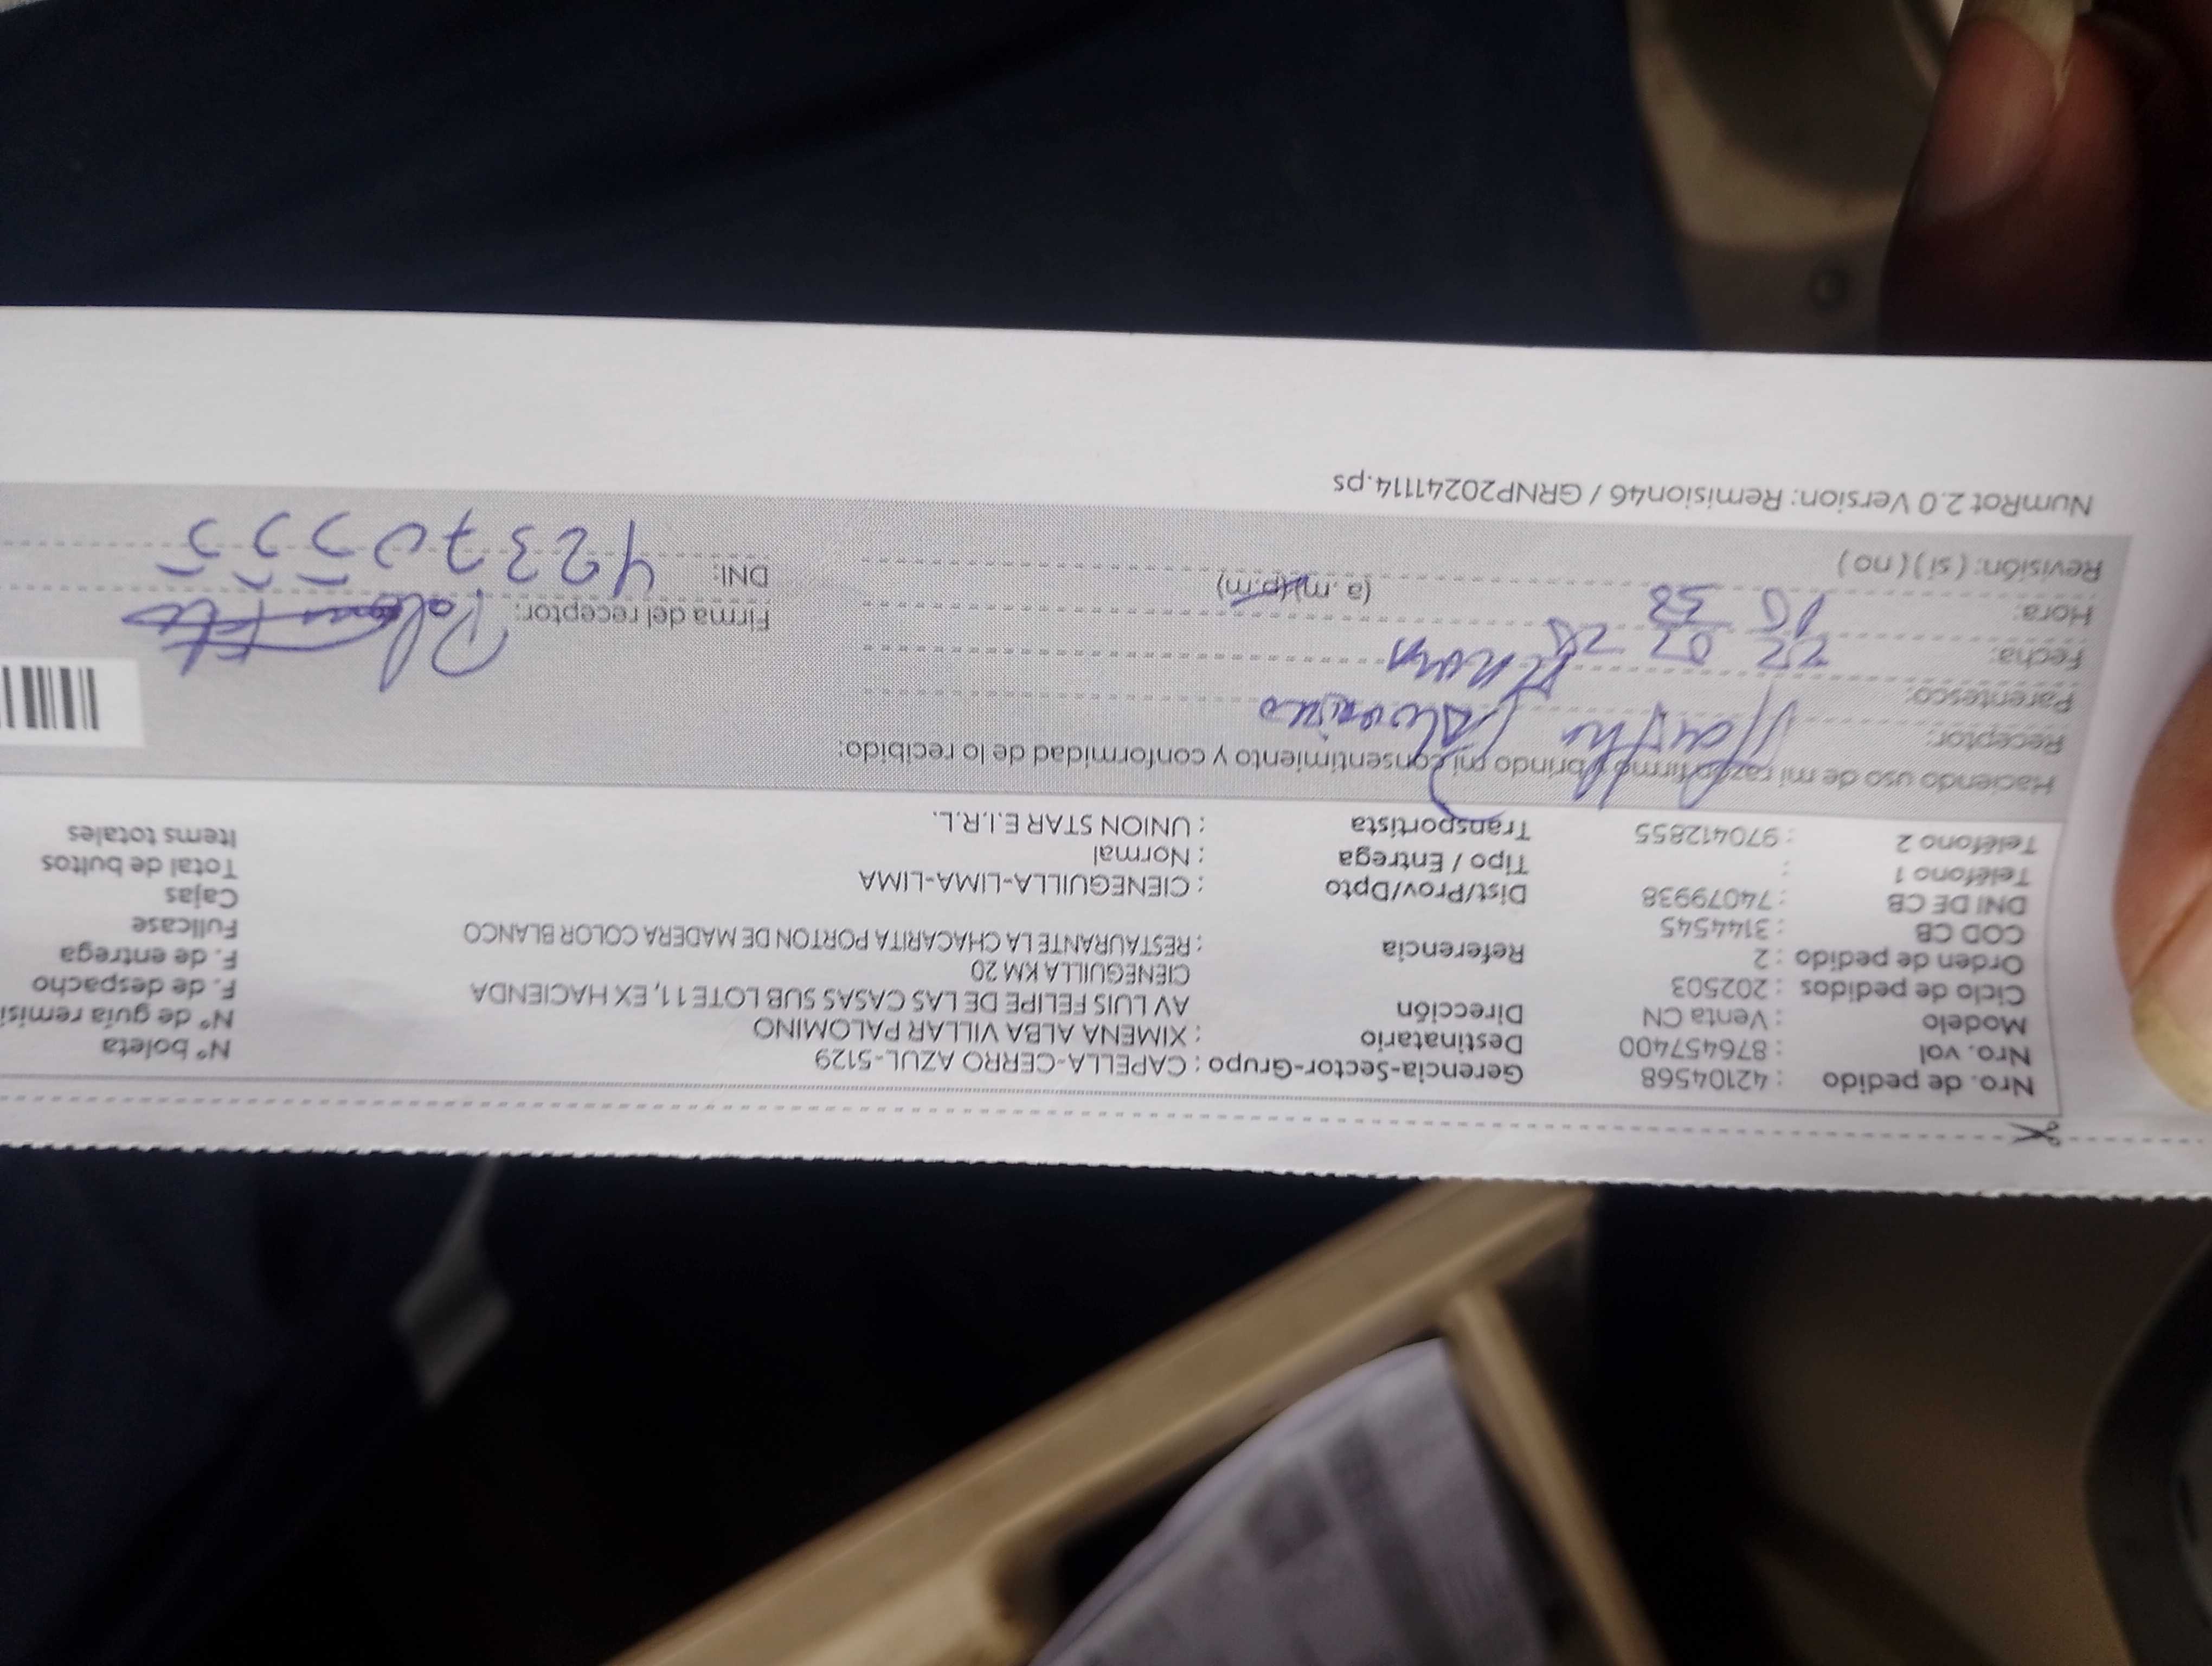 Nro. de pedido : 42104568 Gerencia-Sector-Grupo : CAPELLA-CERRO AZUL-5129 N° boleta
Nro. vol : 876457400 Destinatario : XIMENA ALBA VILLAR PALOMINO N° de guía remisi
Modelo : Venta CN Dirección AV LUIS FELIPE DE LAS CASAS SUB LOTE 11, EX HACIENDA F. de despacho
Ciclo de pedidos : 202503 CIENEGUILLA KM 20 F. de entrega
Orden de pedido : 2 Referencia : RESTAURANTE LA CHACARITA PORTON DE MADERA COLOR BLANCO Fullcase
COD CB : 3144545
DNI DE CB : 74079938 Dist/Prov/Dpto : CIENEGUILLA-LIMA-LIMA Cajas
Teléfono 1 : Tipo / Entrega : Normal Total de bultos
Teléfono 2 : 970412855 Transportista : UNION STAR E.I.R.L. Items totales
Haciendo uso de mi razón firmo y brindo mi consentimiento y conformidad de lo recibido:
Receptor:
Parentesco:
Fecha: 22 02 25 Firma del receptor:
Hora: 10 58 (a.m)(p.m) DNI: 42370555
Revisión: ( si ) ( no )
NumRot 2.0 Version: Remision46 / GRNP20241114.ps